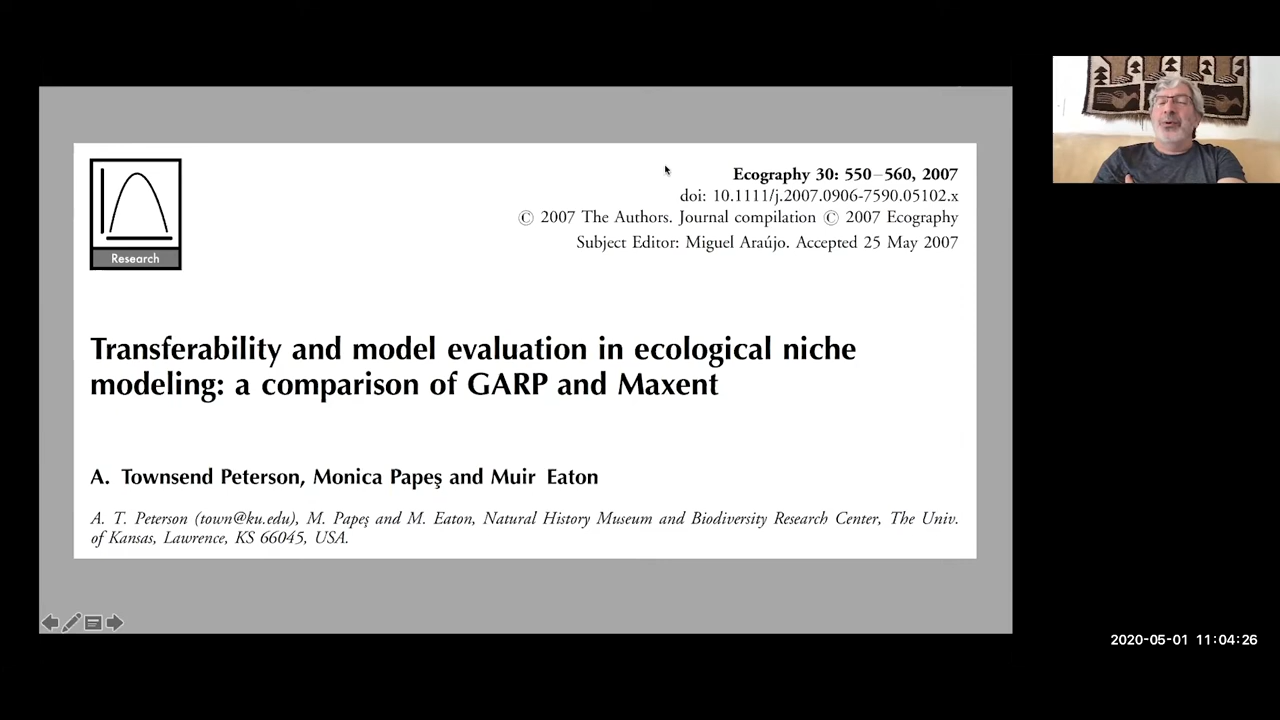 Research
Ecography 30: 550–560, 2007
doi: 10.1111/j.2007.0906-7590.05102.x
© 2007 The Authors. Journal compilation © 2007 Ecography
Subject Editor: Miguel Araújo. Accepted 25 May 2007
Transferability and model evaluation in ecological niche
modeling: a comparison of GARP and Maxent
A. Townsend Peterson, Monica Papeş and Muir Eaton
A. T. Peterson (town@ku.edu), M. Papeş and M. Eaton, Natural History Museum and Biodiversity Research Center, The Univ.
of Kansas, Lawrence, KS 66045, USA.
2020-05-01 11:04:26